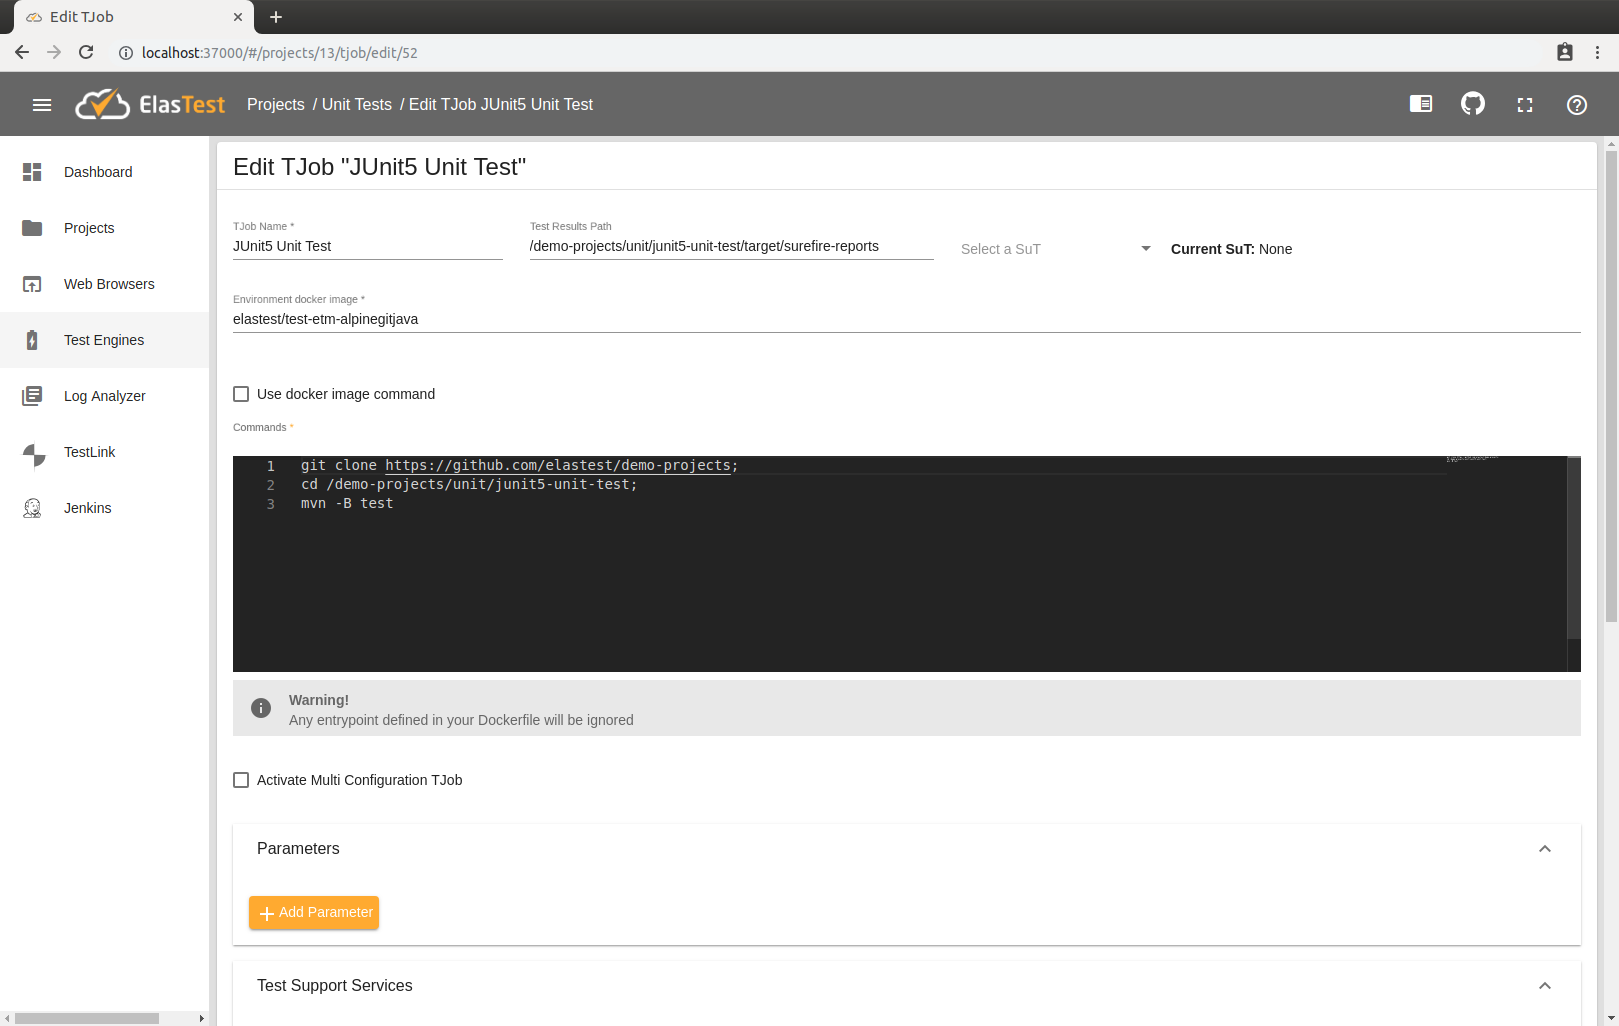 Edit TJob
localhost:37000/#/projects/13/tjob/edit/52
ElasTest
Projects / Unit Tests / Edit TJob JUnit5 Unit Test
Dashboard
Projects
Web Browsers
Test Engines
Log Analyzer
TestLink
Jenkins
Edit TJob "JUnit5 Unit Test"
TJob Name *
JUnit5 Unit Test
Test Results Path
/demo-projects/unit/junit5-unit-test/target/surefire-reports
Select a SuT
Current SuT: None
Environment docker image *
elastest/test-etm-alpinegitjava
Use docker image command
Commands *
1 git clone https://github.com/elastest/demo-projects;
2 cd /demo-projects/unit/junit5-unit-test;
3 mvn -B test
Warning!
Any entrypoint defined in your Dockerfile will be ignored
Activate Multi Configuration TJob
Parameters
Add Parameter
Test Support Services